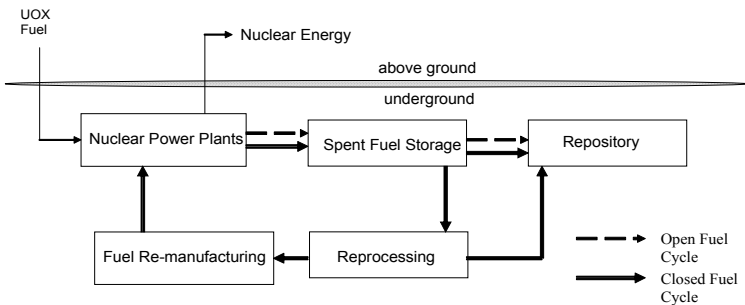 UOX
Fuel
Nuclear Energy
above ground
underground
Nuclear Power Plants
Spent Fuel Storage
Repository
Fuel Re-manufacturing
Reprocessing
Open Fuel
Cycle
Closed Fuel
Cycle